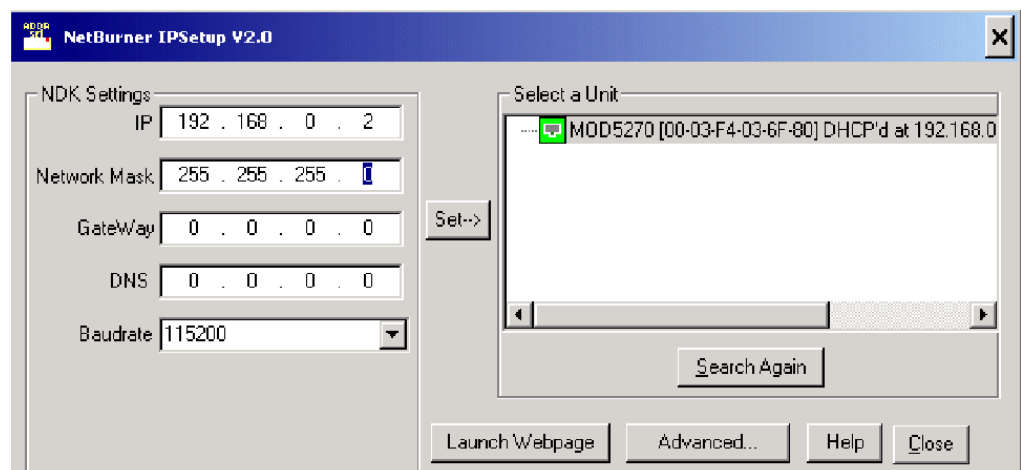 NetBurner IPSetup V2.0
NDK Settings
IP 192 . 168 . 0 . 2
Network Mask 255 . 255 . 255 . 0
GateWay 0 . 0 . 0 . 0
DNS 0 . 0 . 0 . 0
Baudrate 115200
Set-->
Select a Unit
MOD5270 [00-03-F4-03-6F-80] DHCP'd at 192.168.0
Search Again
Launch Webpage
Advanced...
Help
Close